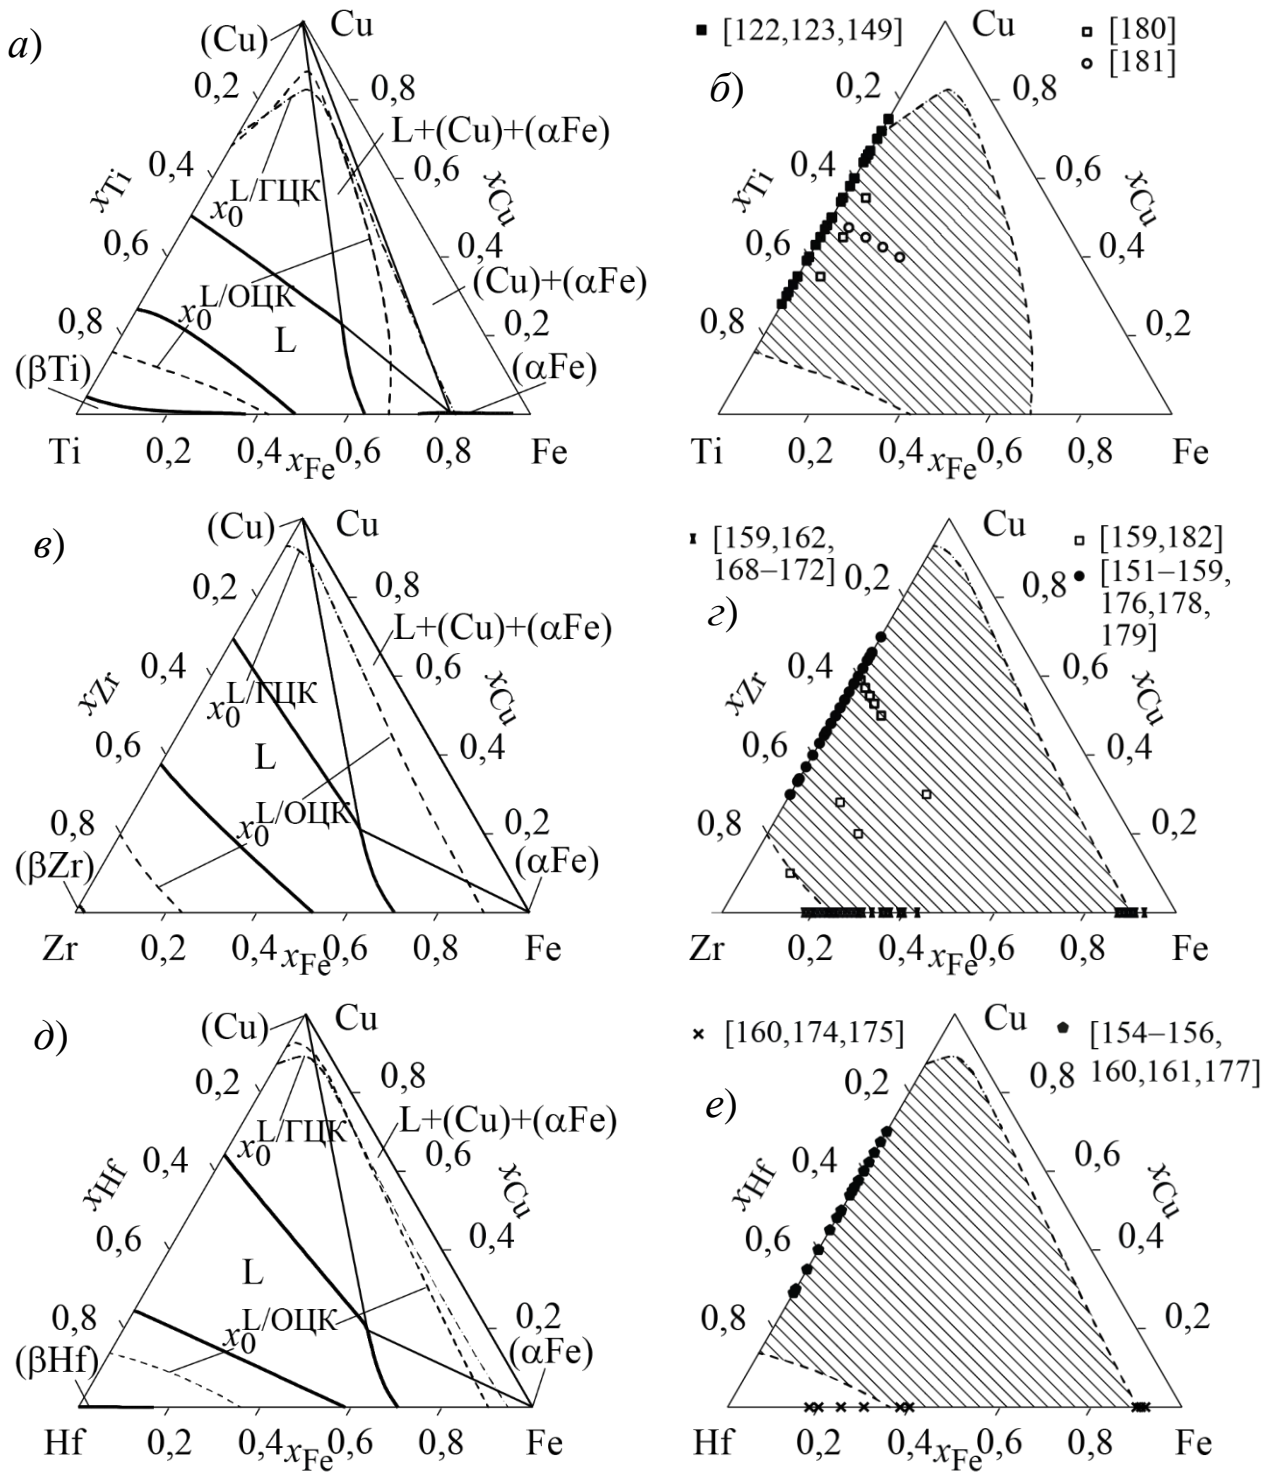 а)
(Cu)
Cu
0,2
0,8
L+(Cu)+(αFe)
0,4
0,6
xTi
x0L/ГЦК
xCu
0,6
0,4
(Cu)+(αFe)
x0L/ОЦК
0,8
L
0,2
(βTi)
(αFe)
Ti
0,2
0,4
xFe
0,6
0,8
Fe
[122,123,149]
Cu
[180]
[181]
б)
0,2
0,8
0,4
0,6
xTi
xCu
0,6
0,4
0,8
0,2
Ti
0,2
0,4
xFe
0,6
0,8
Fe
в)
(Cu)
Cu
0,2
0,8
L+(Cu)+(αFe)
0,4
0,6
xZr
x0L/ГЦК
xCu
0,6
L
0,4
0,8
x0L/ОЦК
0,2
(βZr)
(αFe)
Zr
0,2
0,4
xFe
0,6
0,8
Fe
[159,162,
168–172]
Cu
[159,182]
[151–159,
176,178,
179]
г)
0,2
0,8
0,4
0,6
xZr
xCu
0,6
0,4
0,8
0,2
Zr
0,2
0,4
xFe
0,6
0,8
Fe
д)
(Cu)
Cu
0,2
0,8
L+(Cu)+(αFe)
x0L/ГЦК
0,4
0,6
xHf
xCu
0,6
0,4
L
0,8
x0L/ОЦК
0,2
(βHf)
(αFe)
Hf
0,2
0,4
xFe
0,6
0,8
Fe
[160,174,175]
Cu
[154–156,
160,161,177]
е)
0,2
0,8
0,4
0,6
xHf
xCu
0,6
0,4
0,8
0,2
Hf
0,2
0,4
xFe
0,6
0,8
Fe